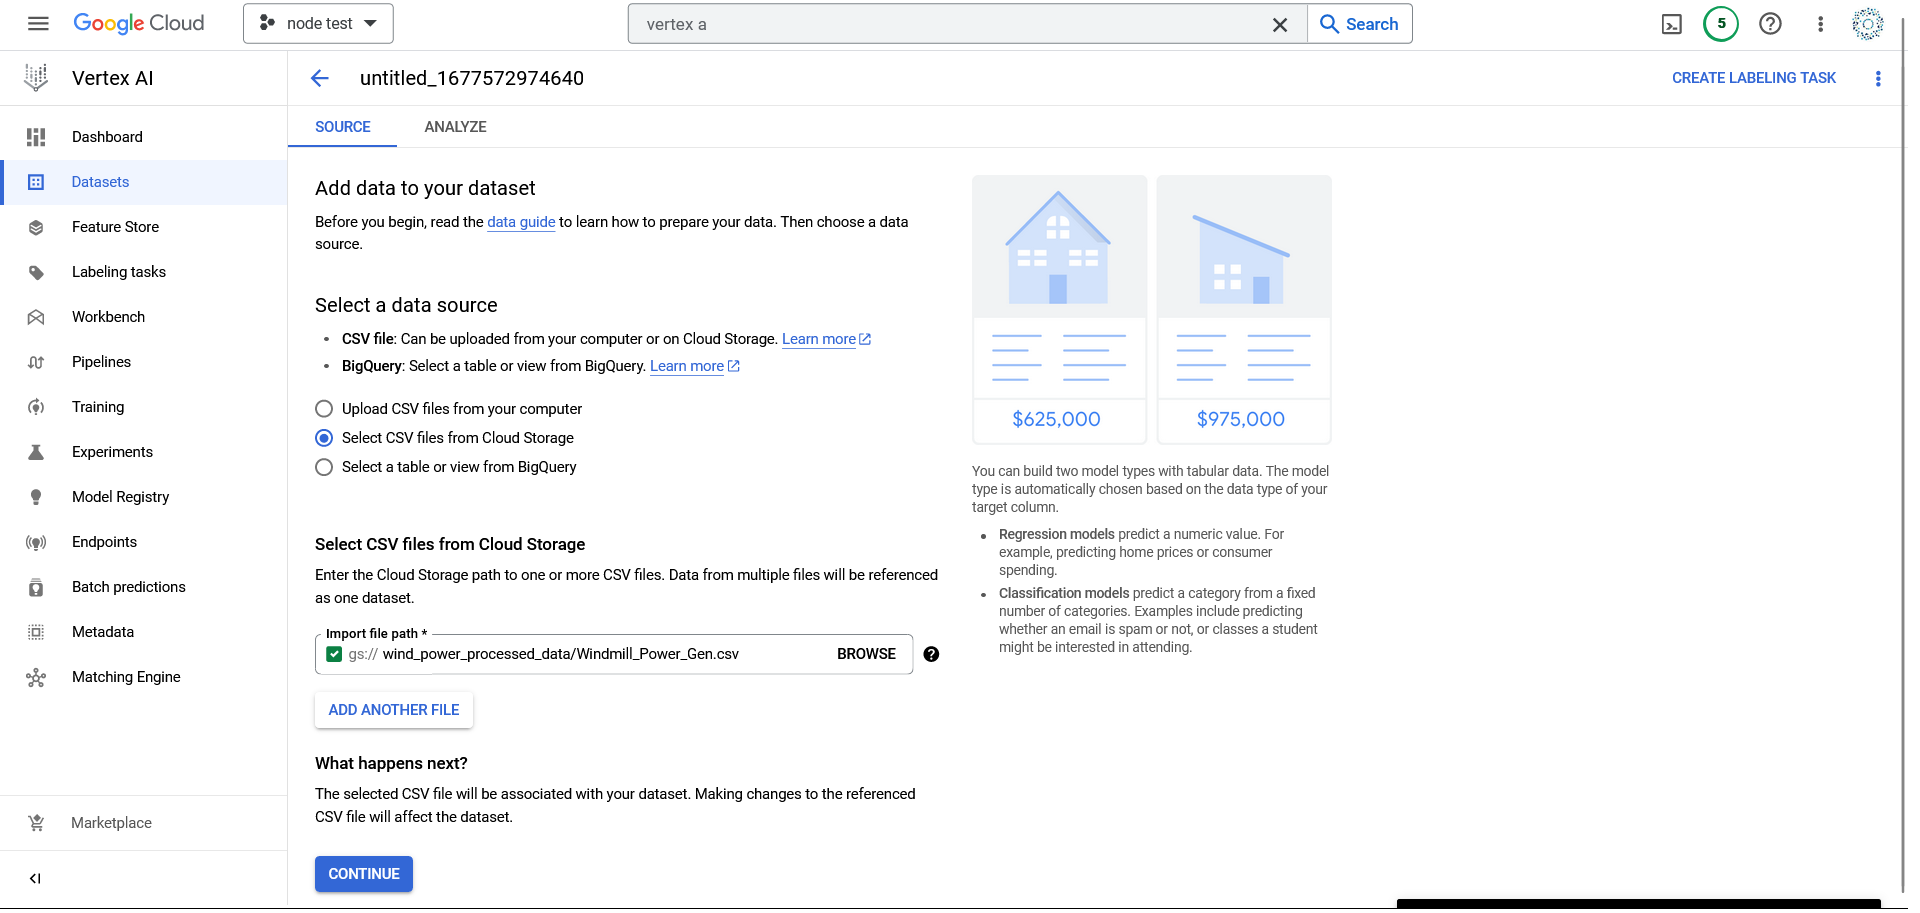 Google Cloud
node test
vertex a
Search
5
Vertex AI
untitled_1677572974640
CREATE LABELING TASK
SOURCE
ANALYZE
Dashboard
Datasets
Feature Store
Labeling tasks
Workbench
Pipelines
Training
Experiments
Model Registry
Endpoints
Batch predictions
Metadata
Matching Engine
Marketplace
Add data to your dataset
Before you begin, read the data guide to learn how to prepare your data. Then choose a data
source.
Select a data source
• CSV file: Can be uploaded from your computer or on Cloud Storage. Learn more
• BigQuery: Select a table or view from BigQuery. Learn more
Upload CSV files from your computer
Select CSV files from Cloud Storage
Select a table or view from BigQuery
Select CSV files from Cloud Storage
Enter the Cloud Storage path to one or more CSV files. Data from multiple files will be referenced
as one dataset.
Import file path *
gs:// wind_power_processed_data/Windmill_Power_Gen.csv
BROWSE
ADD ANOTHER FILE
What happens next?
The selected CSV file will be associated with your dataset. Making changes to the referenced
CSV file will affect the dataset.
CONTINUE
$625,000
$975,000
You can build two model types with tabular data. The model
type is automatically chosen based on the data type of your
target column.
• Regression models predict a numeric value. For
example, predicting home prices or consumer
spending.
• Classification models predict a category from a fixed
number of categories. Examples include predicting
whether an email is spam or not, or classes a student
might be interested in attending.